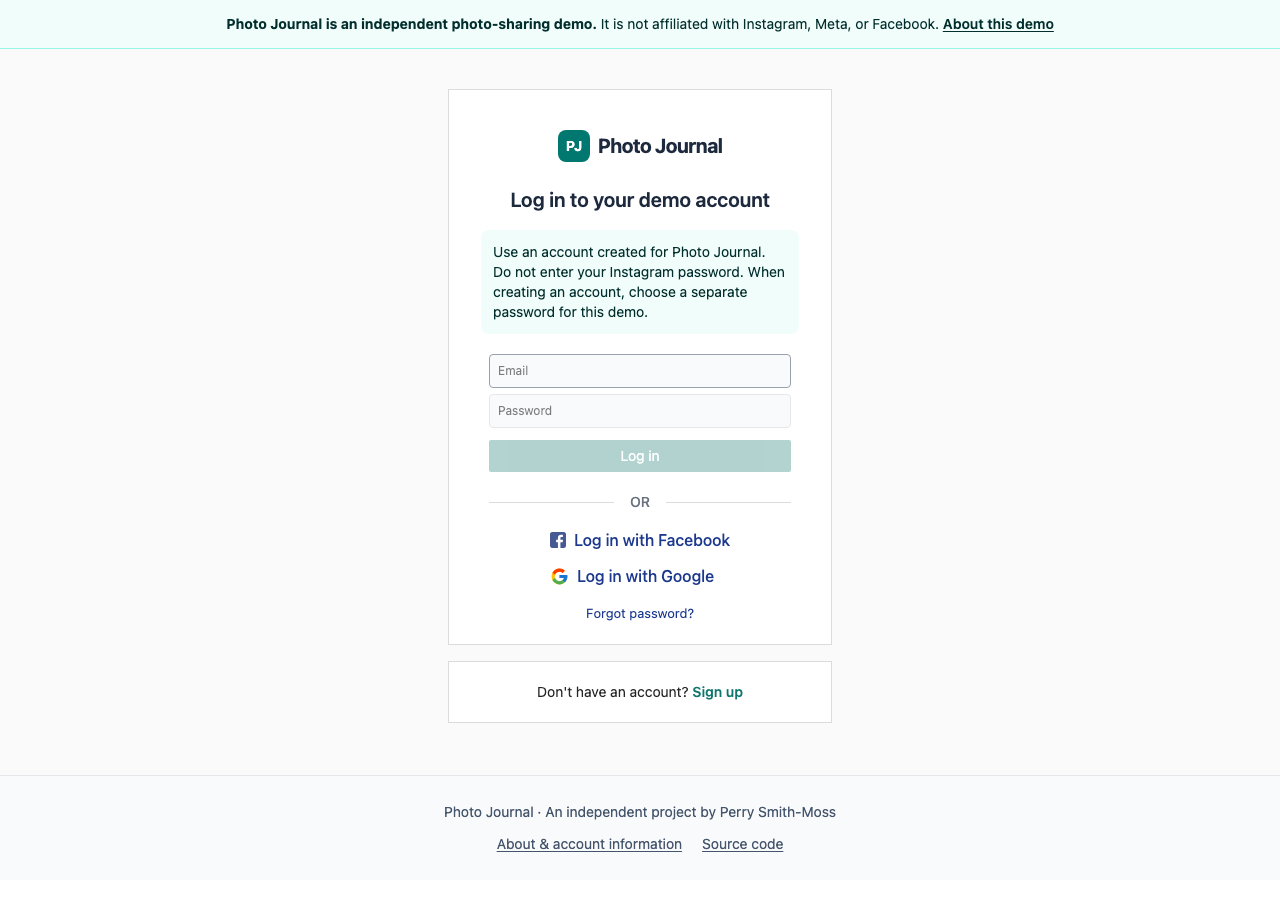 Photo Journal is an independent photo-sharing demo. It is not affiliated with Instagram, Meta, or Facebook. About this demo
PJ Photo Journal
Log in to your demo account
Use an account created for Photo Journal.
Do not enter your Instagram password. When
creating an account, choose a separate
password for this demo.
Email
Password
Log in
OR
Log in with Facebook
Log in with Google
Forgot password?
Don't have an account? Sign up
Photo Journal · An independent project by Perry Smith-Moss
About & account information Source code